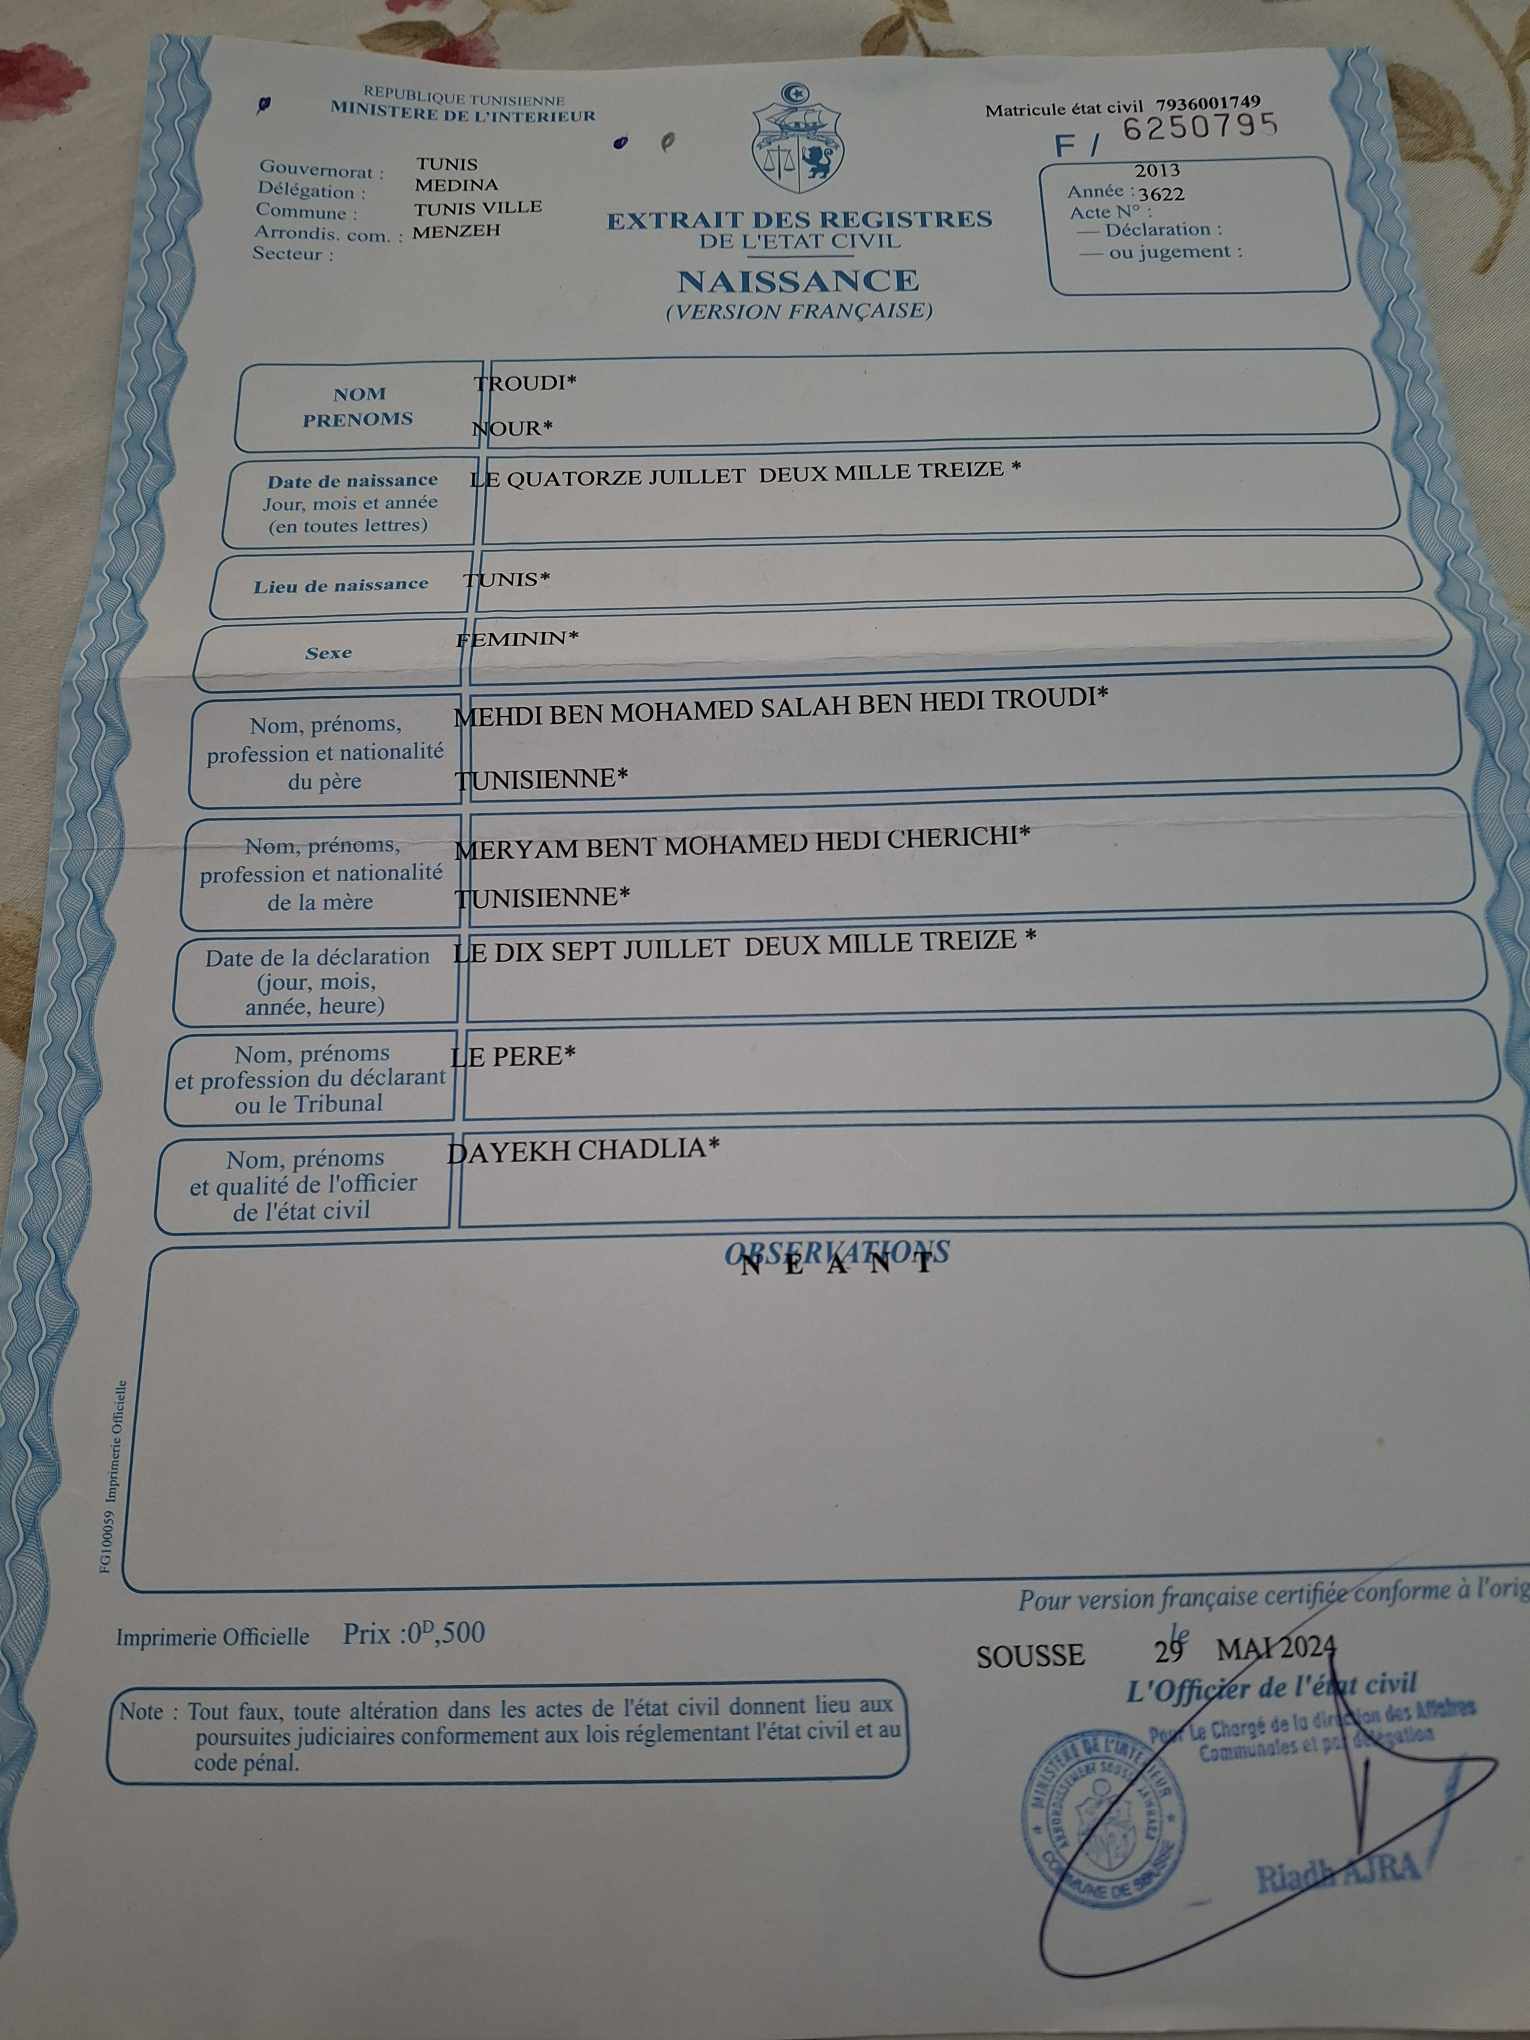 REPUBLIQUE TUNISIENNE
MINISTERE DE L'INTERIEUR
Gouvernorat : TUNIS
Délégation : MEDINA
Commune : TUNIS VILLE
Arrondis. com. : MENZEH
Secteur :
EXTRAIT DES REGISTRES
DE L'ETAT CIVIL
NAISSANCE
(VERSION FRANÇAISE)
Matricule état civil 7936001749
F / 6250795
2013
Année : 3622
Acte N° :
— Déclaration :
— ou jugement :
NOM TROUDI*
PRENOMS NOUR*
Date de naissance LE QUATORZE JUILLET DEUX MILLE TREIZE *
Jour, mois et année
(en toutes lettres)
Lieu de naissance TUNIS*
Sexe FEMININ*
Nom, prénoms, MEHDI BEN MOHAMED SALAH BEN HEDI TROUDI*
profession et nationalité
du père TUNISIENNE*
Nom, prénoms, MERYAM BENT MOHAMED HEDI CHERICHI*
profession et nationalité
de la mère TUNISIENNE*
Date de la déclaration LE DIX SEPT JUILLET DEUX MILLE TREIZE *
(jour, mois,
année, heure)
Nom, prénoms LE PERE*
et profession du déclarant
ou le Tribunal
Nom, prénoms DAYEKH CHADLIA*
et qualité de l'officier
de l'état civil
OBSERVATIONS
N E A N T
FG100059 Imprimerie Officielle
Pour version française certifiée conforme à l'orig
Imprimerie Officielle Prix :0D,500
SOUSSE le 29 MAI 2024
L'Officier de l'état civil
Pour Le Chargé de la direction des Affaires
Communales et par délégation
Note : Tout faux, toute altération dans les actes de l'état civil donnent lieu aux
poursuites judiciaires conformement aux lois réglementant l'état civil et au
code pénal.
MINISTERE DE L'INTERIEUR
COMMUNE DE SOUSSE
Riadh AJRA